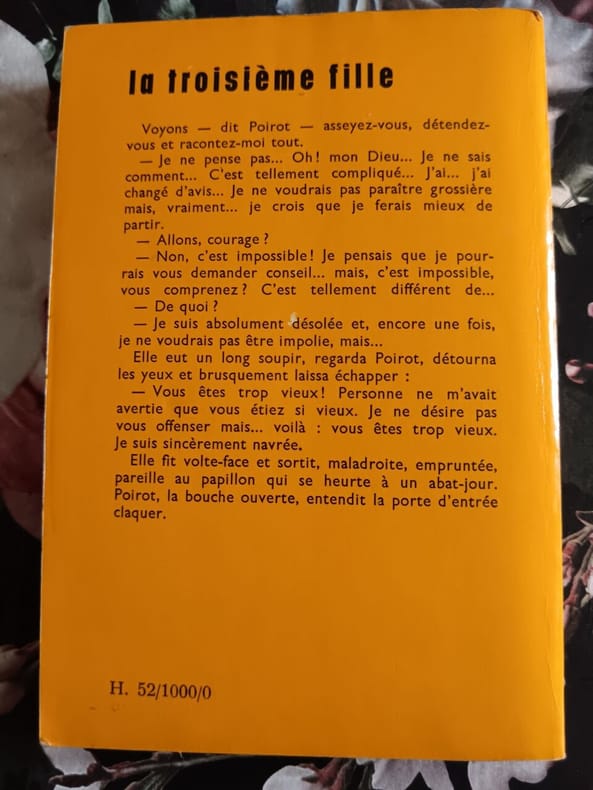 la troisième fille
Voyons — dit Poirot — asseyez-vous, détendez-
vous et racontez-moi tout.
— Je ne pense pas... Oh! mon Dieu... Je ne sais
comment... C'est tellement compliqué... J'ai... j'ai
changé d'avis... Je ne voudrais pas paraître grossière
mais, vraiment... je crois que je ferais mieux de
partir.
— Allons, courage?
— Non, c'est impossible! Je pensais que je pour-
rais vous demander conseil... mais, c'est impossible,
vous comprenez? C'est tellement différent de...
— De quoi?
— Je suis absolument désolée et, encore une fois,
je ne voudrais pas être impolie, mais...
Elle eut un long soupir, regarda Poirot, détourna
les yeux et brusquement laissa échapper :
— Vous êtes trop vieux! Personne ne m'avait
avertie que vous étiez si vieux. Je ne désire pas
vous offenser mais... voilà : vous êtes trop vieux.
Je suis sincèrement navrée.
Elle fit volte-face et sortit, maladroite, empruntée,
pareille au papillon qui se heurte à un abat-jour.
Poirot, la bouche ouverte, entendit la porte d'entrée
claquer.
H. 52/1000/0